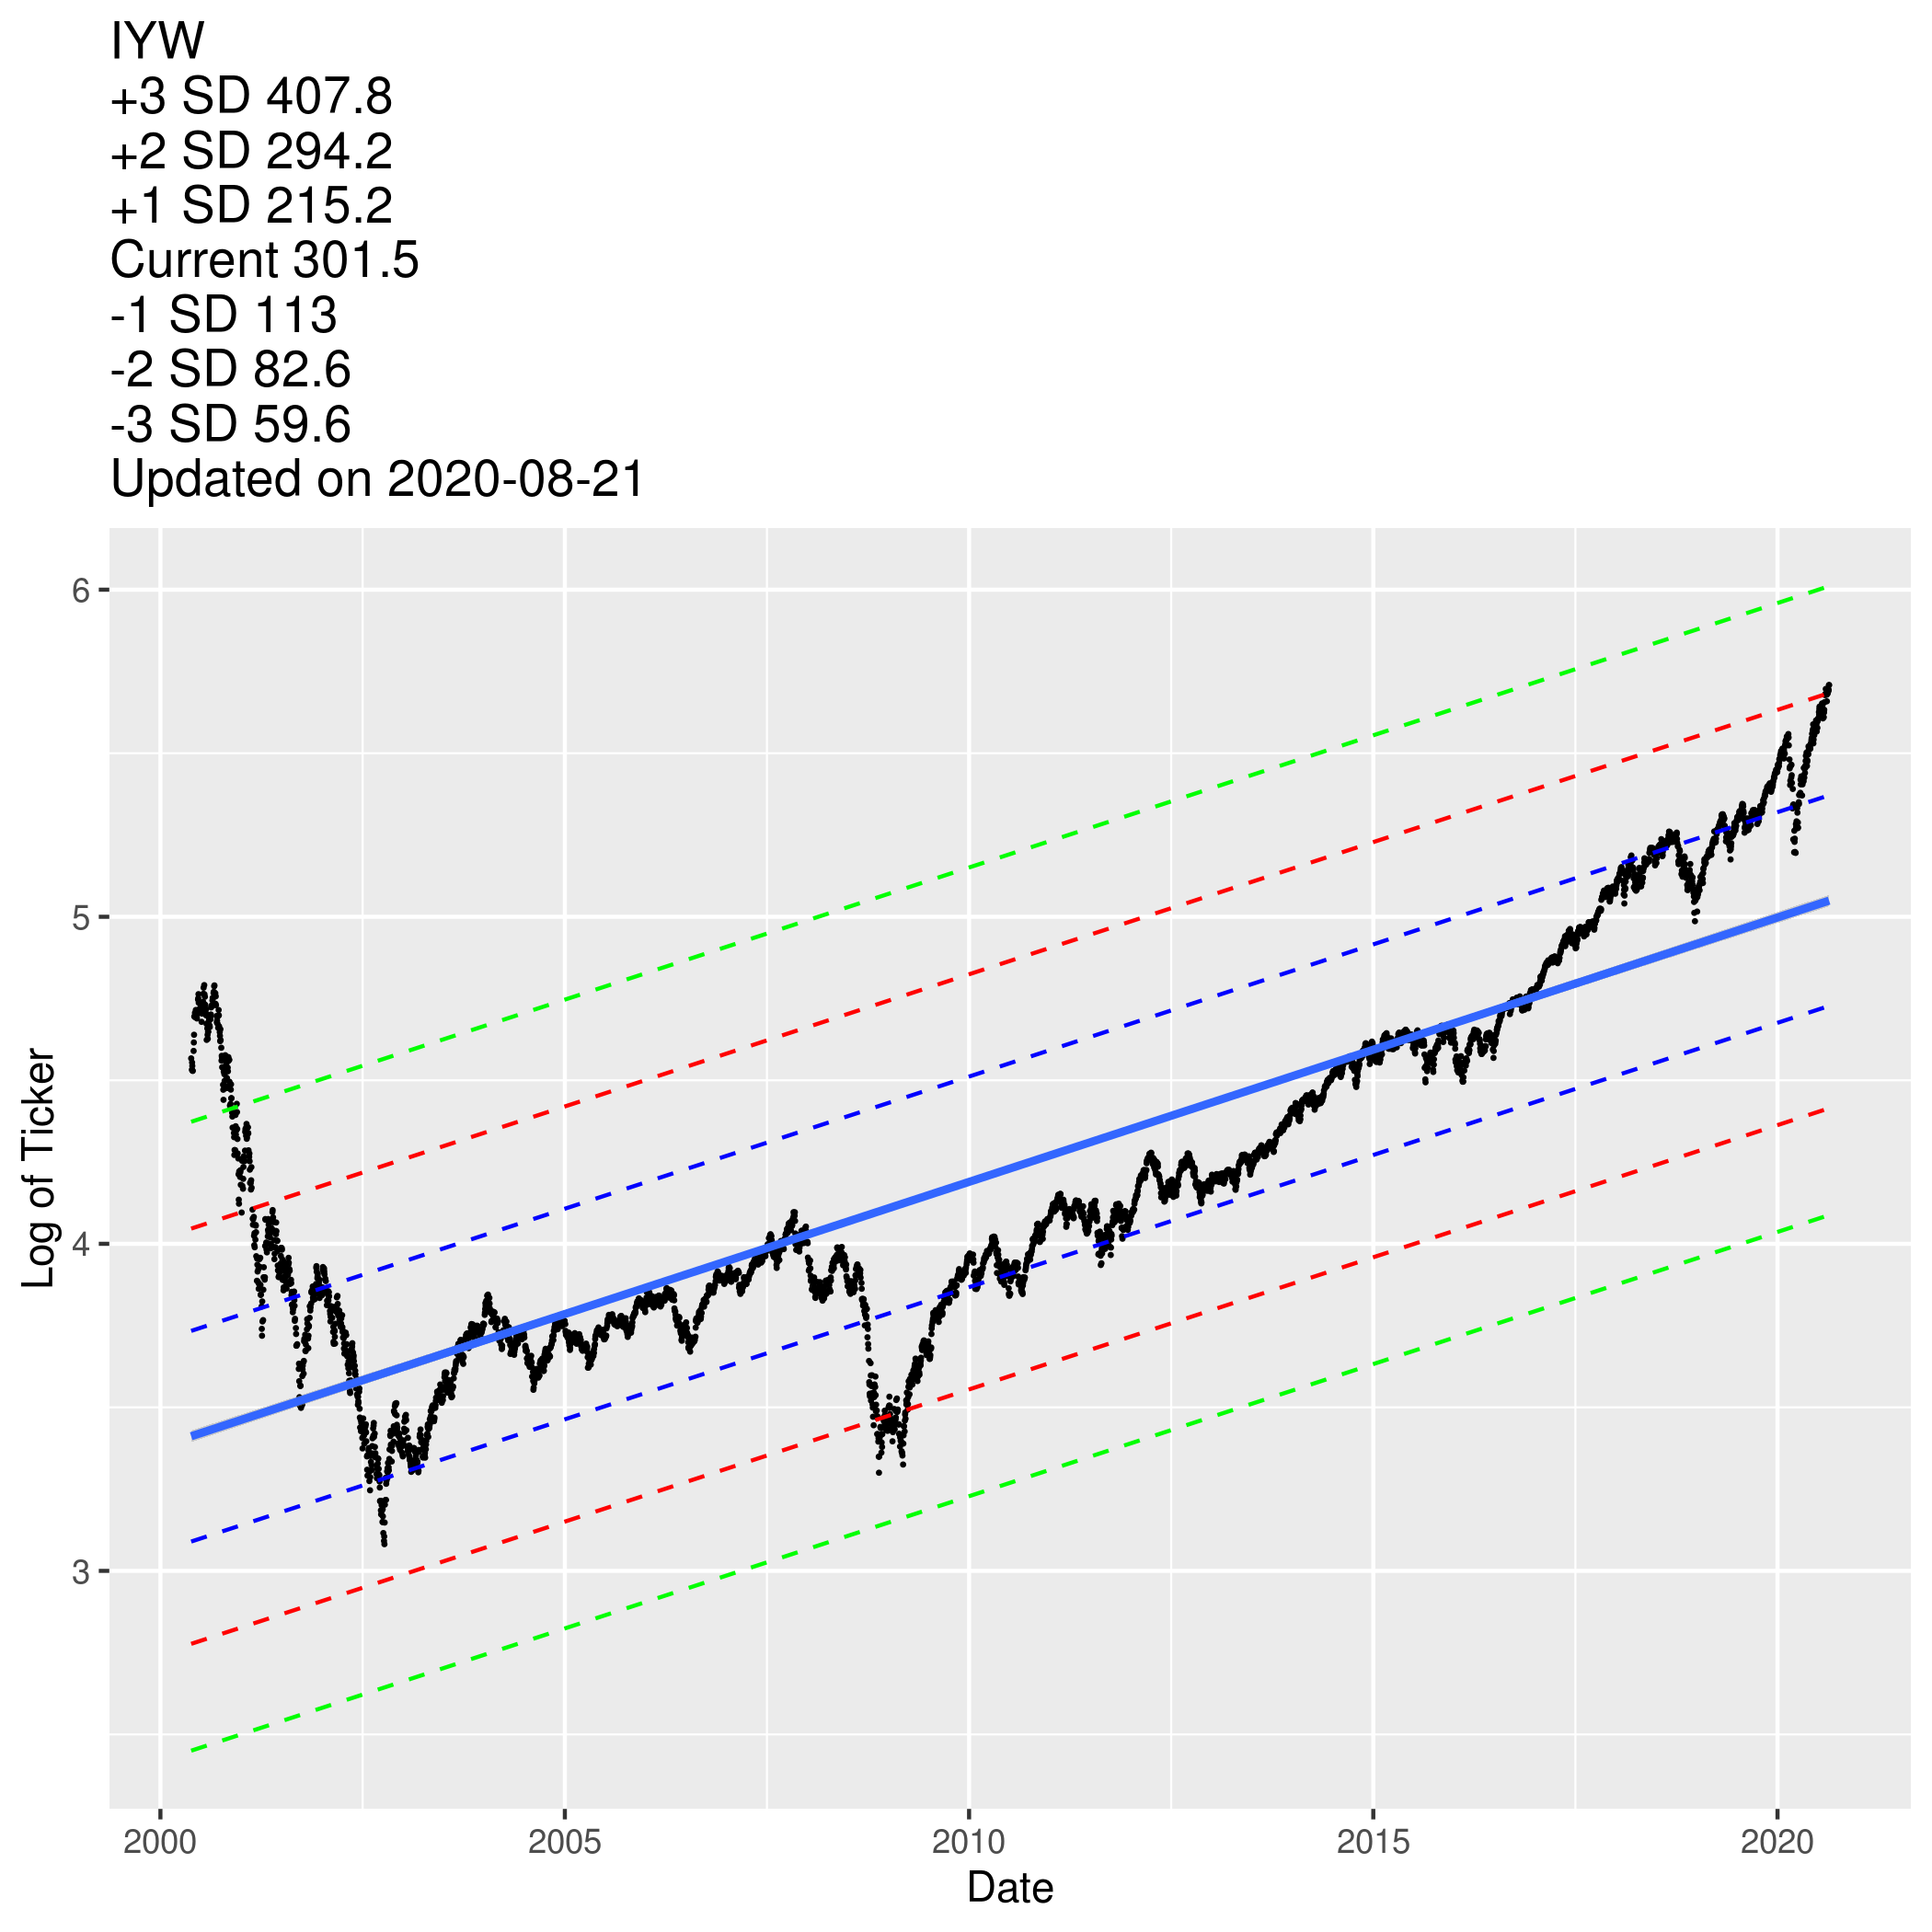 IYW
+3 SD 407.8
+2 SD 294.2
+1 SD 215.2
Current 301.5
-1 SD 113
-2 SD 82.6
-3 SD 59.6
Updated on 2020-08-21
6
5
4
3
Log of Ticker
2000 2005 2010 2015 2020
Date